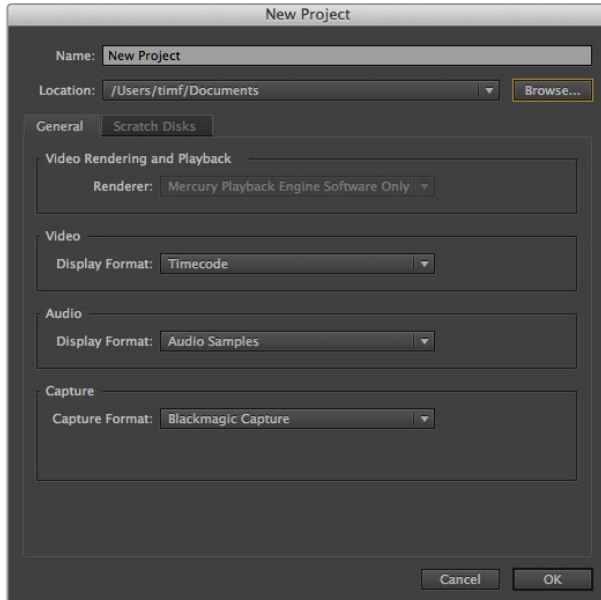 New Project
Name: New Project
Location: /Users/timf/Documents Browse...
General Scratch Disks
Video Rendering and Playback
Renderer: Mercury Playback Engine Software Only
Video
Display Format: Timecode
Audio
Display Format: Audio Samples
Capture
Capture Format: Blackmagic Capture
Cancel OK